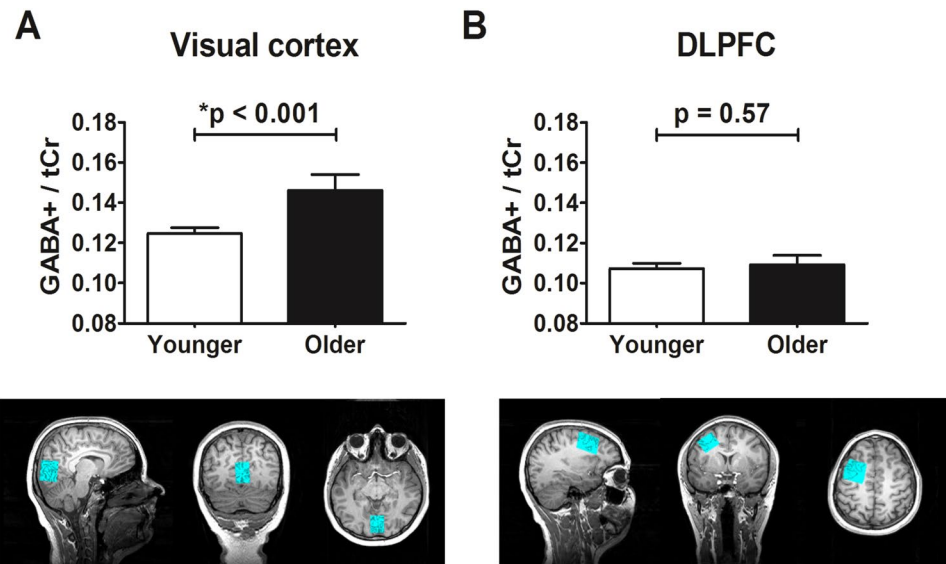 A
Visual cortex
*p < 0.001
GABA+ / tCr
0.18
0.16
0.14
0.12
0.10
0.08
Younger Older
B
DLPFC
p = 0.57
GABA+ / tCr
0.18
0.16
0.14
0.12
0.10
0.08
Younger Older